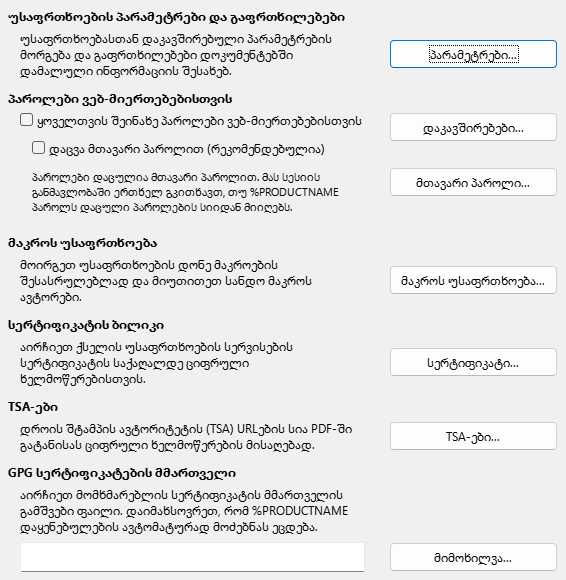 უსაფრთხოების პარამეტრები და გაფრთხილებები
უსაფრთხოებასთან დაკავშირებული პარამეტრების
მორგება და გაფრთხილებები დოკუმენტებში
დამალული ინფორმაციის შესახებ.
პარამეტრები...
პაროლები ვებ-მიერთებებისთვის
ყოველთვის შეინახე პაროლები ვებ-მიერთებებისთვის
დაკავშირებები...
დაცვა მთავარი პაროლით (რეკომენდებულია)
პაროლები დაცულია მთავარი პაროლით. მას სესიის
განმავლობაში ერთხელ გკითხავთ, თუ %PRODUCTNAME
პაროლს დაცული პაროლების სიიდან მიიღებს.
მთავარი პაროლი...
მაკროს უსაფრთხოება
მოირგეთ უსაფრთხოების დონე მაკროების
შესასრულებლად და მიუთითეთ სანდო მაკროს
ავტორები.
მაკროს უსაფრთხოება...
სერტიფიკატის ბილიკი
აირჩიეთ ქსელის უსაფრთხოების სერვისების
სერტიფიკატის საქაღალდე ციფრული
ხელმოწერებისთვის.
სერტიფიკატი...
TSA-ები
დროის შტამპის ავტორიტეტის (TSA) URLების სია PDF-ში
გატანისას ციფრული ხელმოწერების მისაღებად.
TSA-ები...
GPG სერტიფიკატების მმართველი
აირჩიეთ მომხმარებლის სერტიფიკატის მმართველის
გამშვები ფაილი. დაიმახსოვრეთ, რომ %PRODUCTNAME
დაყენებულების ავტომატურად მოძებნას ეცდება.
მიმოხილვა...